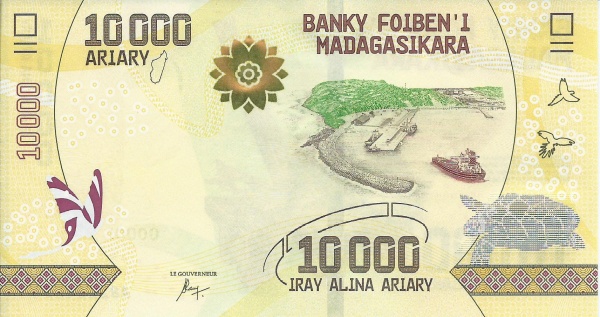 10 000
ARIARY
BANKY FOIBEN'I
MADAGASIKARA
10000
LE GOUVERNEUR
10 000
IRAY ALINA ARIARY